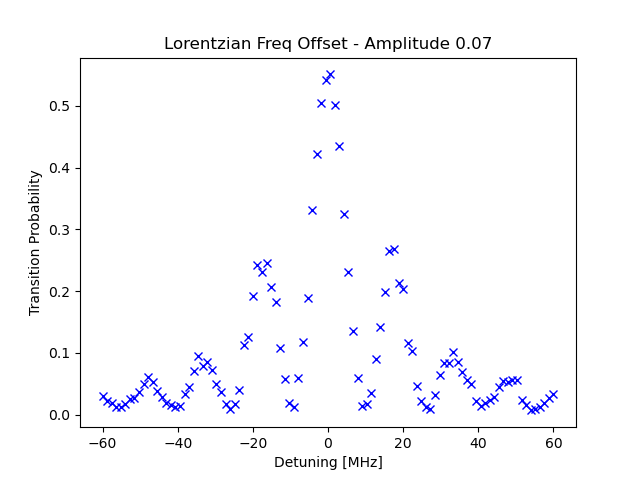 Lorentzian Freq Offset - Amplitude 0.07
Transition Probability
0.5
0.4
0.3
0.2
0.1
0.0
−60 −40 −20 0 20 40 60
Detuning [MHz]